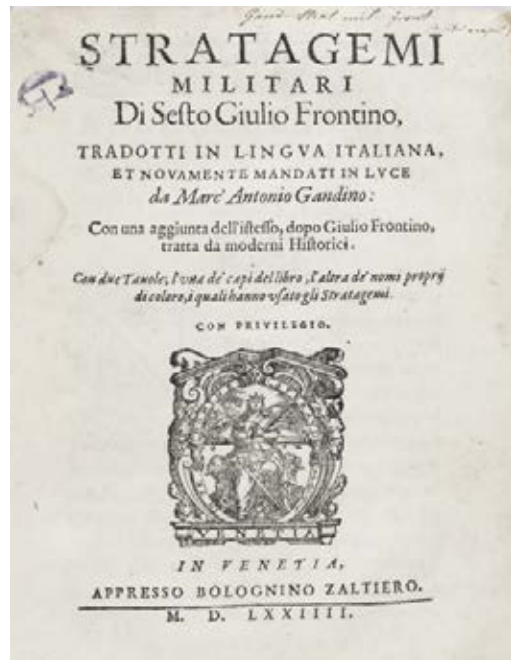 STRATAGEMI
MILITARI
Di Sesto Giulio Frontino,
TRADOTTI IN LINGVA ITALIANA,
ET NOVAMENTE MANDATI IN LVCE
da Marc' Antonio Gandino:
Con una aggiunta dell'istesso, dopo Giulio Frontino,
tratta da moderni Historici.
Con due Tauole, l'una de' capi del libro, l'altra de' nomi proprij
di coloro, i quali hanno usato gli Stratagemi.
CON PRIVILEGIO.
VENETIA
IN VENETIA,
APPRESSO BOLOGNINO ZALTIERO.
M. D. LXXIIII.